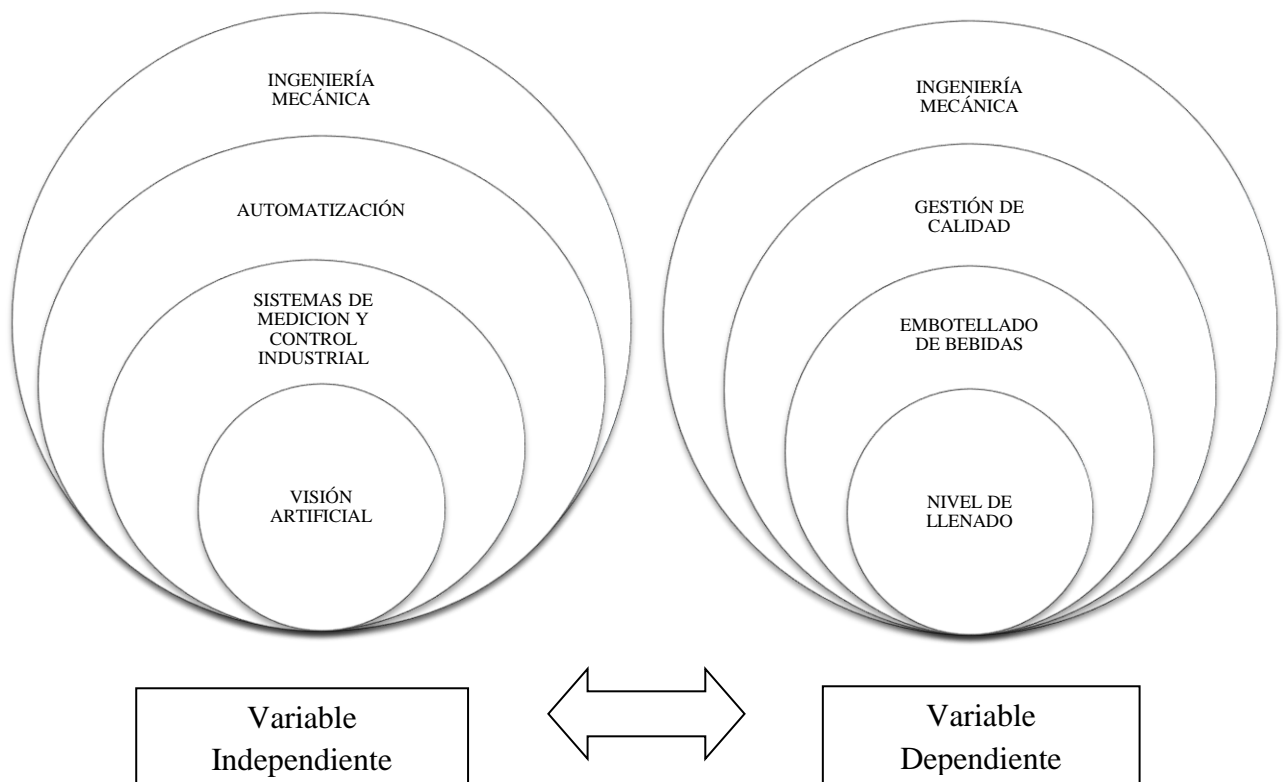 INGENIERÍA
MECÁNICA
AUTOMATIZACIÓN
SISTEMAS DE
MEDICION Y
CONTROL
INDUSTRIAL
VISIÓN
ARTIFICIAL
INGENIERÍA
MECÁNICA
GESTIÓN DE
CALIDAD
EMBOTELLADO
DE BEBIDAS
NIVEL DE
LLENADO
Variable
Independiente
Variable
Dependiente